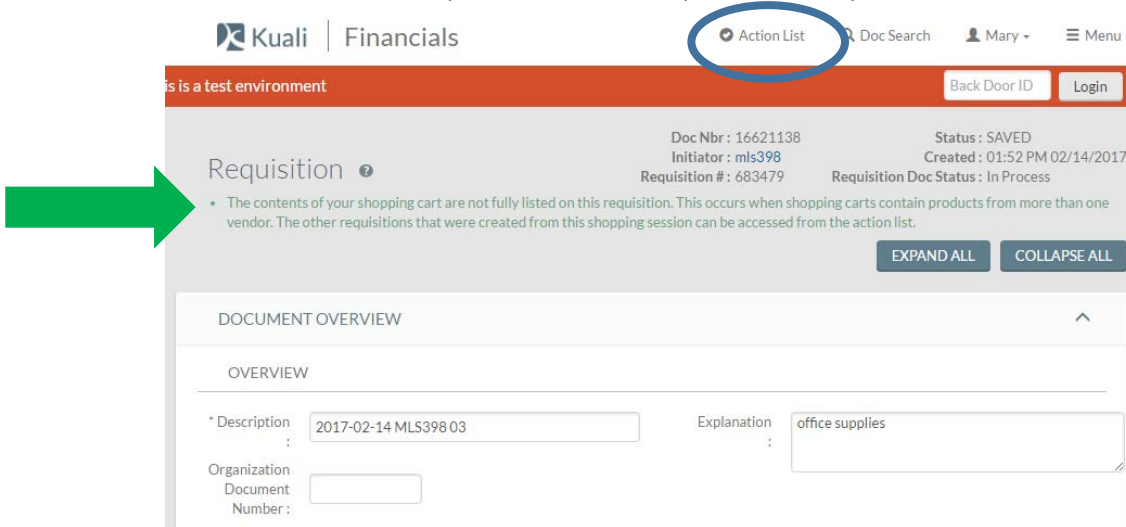 Kuali | Financials
Action List
Doc Search
Mary
Menu
is is a test environment
Back Door ID
Login
Requisition
Doc Nbr : 16621138
Status : SAVED
Initiator : mls398
Created : 01:52 PM 02/14/2017
Requisition # : 683479
Requisition Doc Status : In Process
• The contents of your shopping cart are not fully listed on this requisition. This occurs when shopping carts contain products from more than one
vendor. The other requisitions that were created from this shopping session can be accessed from the action list.
EXPAND ALL
COLLAPSE ALL
DOCUMENT OVERVIEW
OVERVIEW
* Description
:
2017-02-14 MLS398 03
Explanation
:
office supplies
Organization
Document
Number :